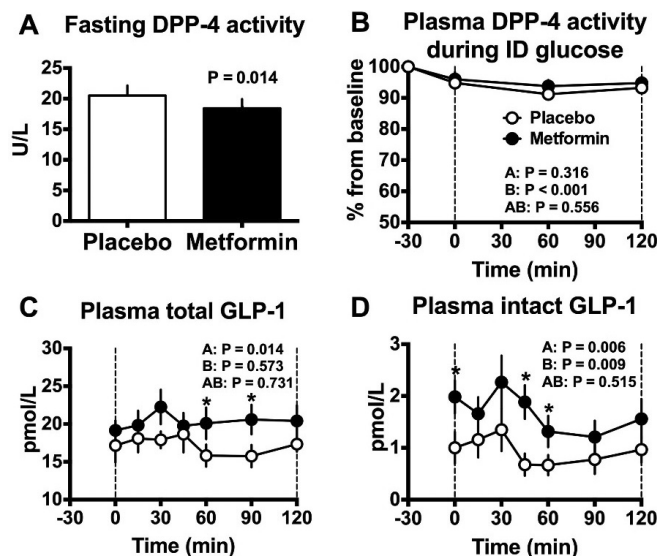 A Fasting DPP-4 activity
P = 0.014
25
20
15
10
5
0
U/L
Placebo Metformin
B Plasma DPP-4 activity
during ID glucose
100
90
80
70
60
50
% from baseline
Placebo
Metformin
A: P = 0.316
B: P < 0.001
AB: P = 0.556
-30 0 30 60 90 120
Time (min)
C Plasma total GLP-1
A: P = 0.014
B: P = 0.573
AB: P = 0.731
* *
30
25
20
15
10
pmol/L
-30 0 30 60 90 120
Time (min)
D Plasma intact GLP-1
A: P = 0.006
B: P = 0.009
AB: P = 0.515
* * *
3
2
1
0
pmol/L
-30 0 30 60 90 120
Time (min)